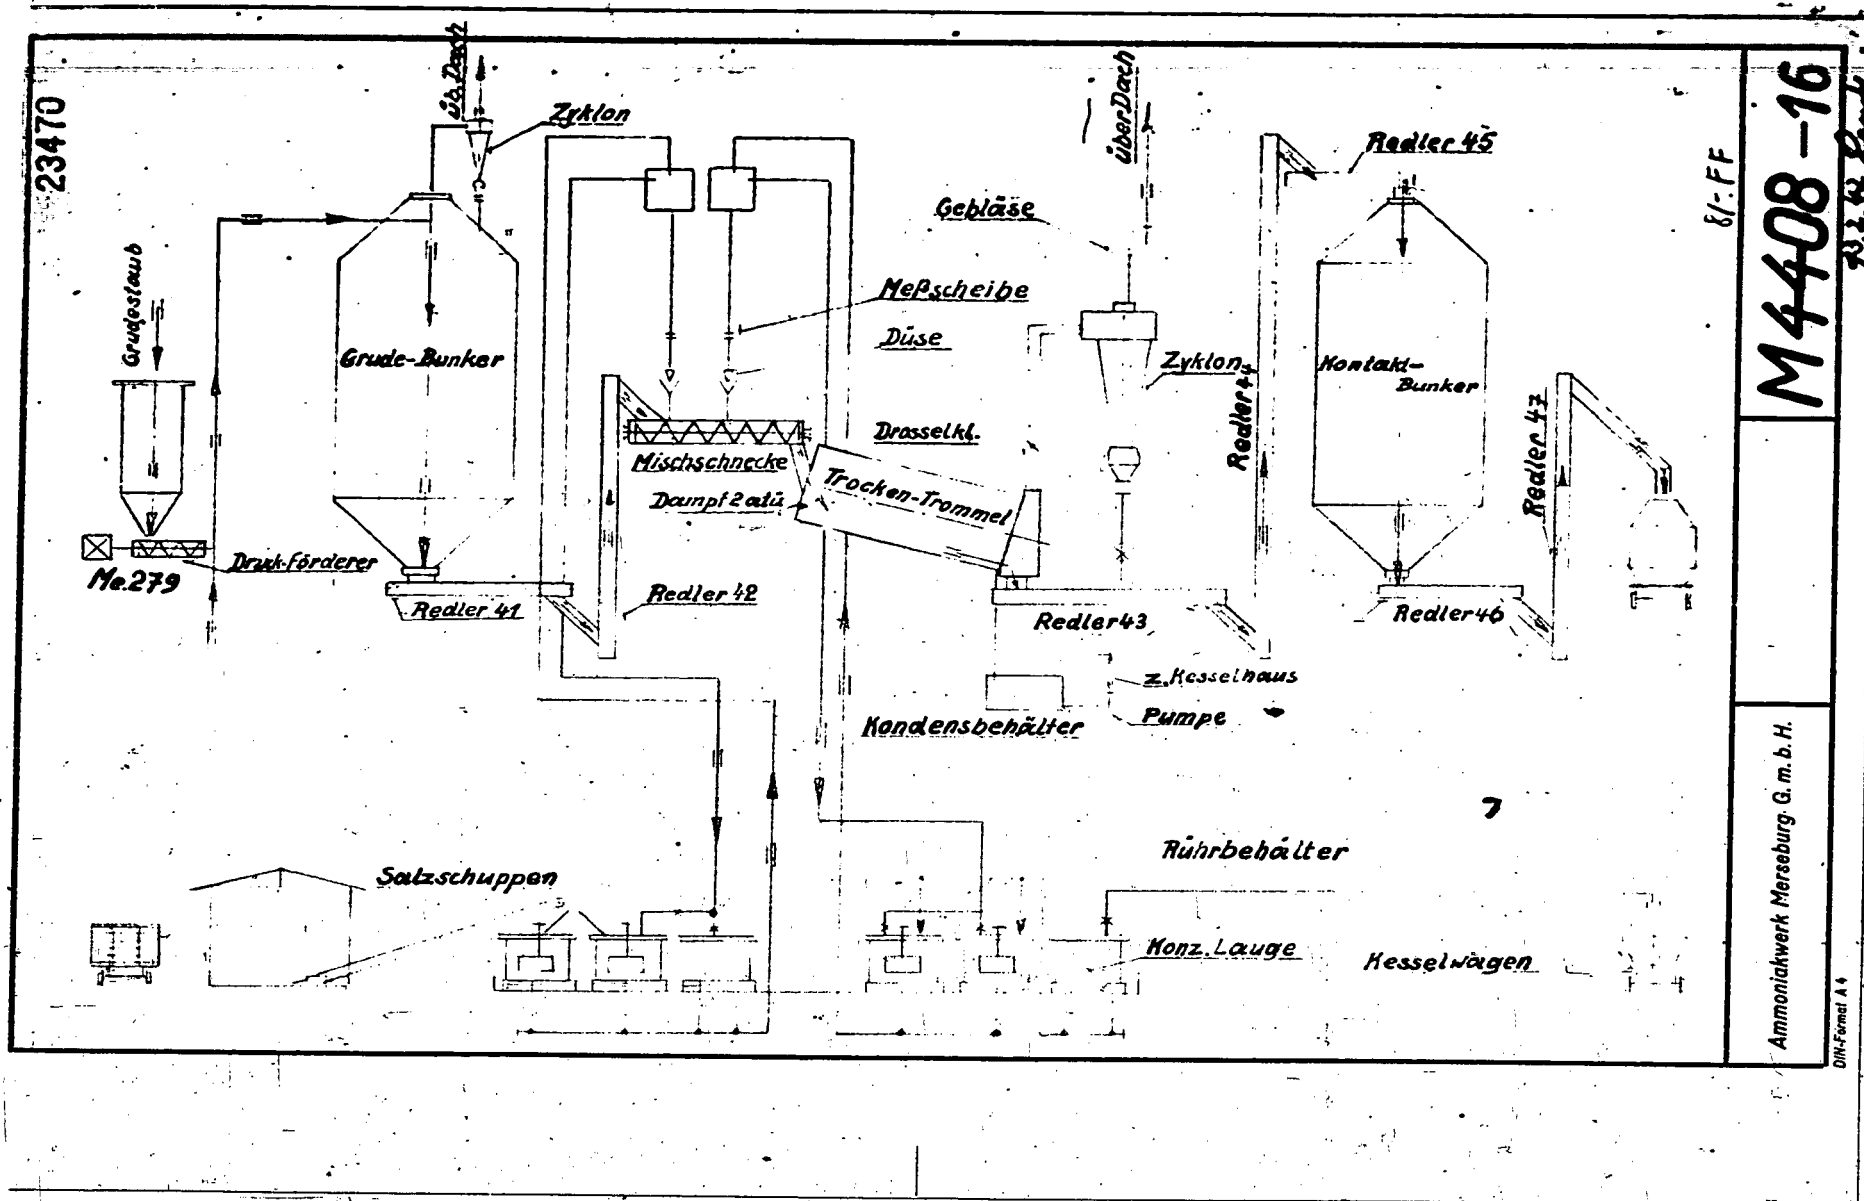 23470
üb. Dach
Zyklon
über Dach
Redler 45
Gebläse
Grudestaub
Meßscheibe
Düse
Grude-Bunker
Zyklon
Redler 44
Kontakt-
Bunker
Redler 47
Drosselkl.
Mischschnecke
Dampf 2 atü
Trocken-Trommel
Druck-Förderer
Me. 279
Redler 41
Redler 42
Redler 43
Redler 46
z. Kesselhaus
Kondensbehälter
Pumpe
Rührbehälter
Salzschuppen
Konz. Lauge
Kesselwagen
M4408-16
Ammoniakwerk Merseburg G. m. b. H.
DIN-Format A 4